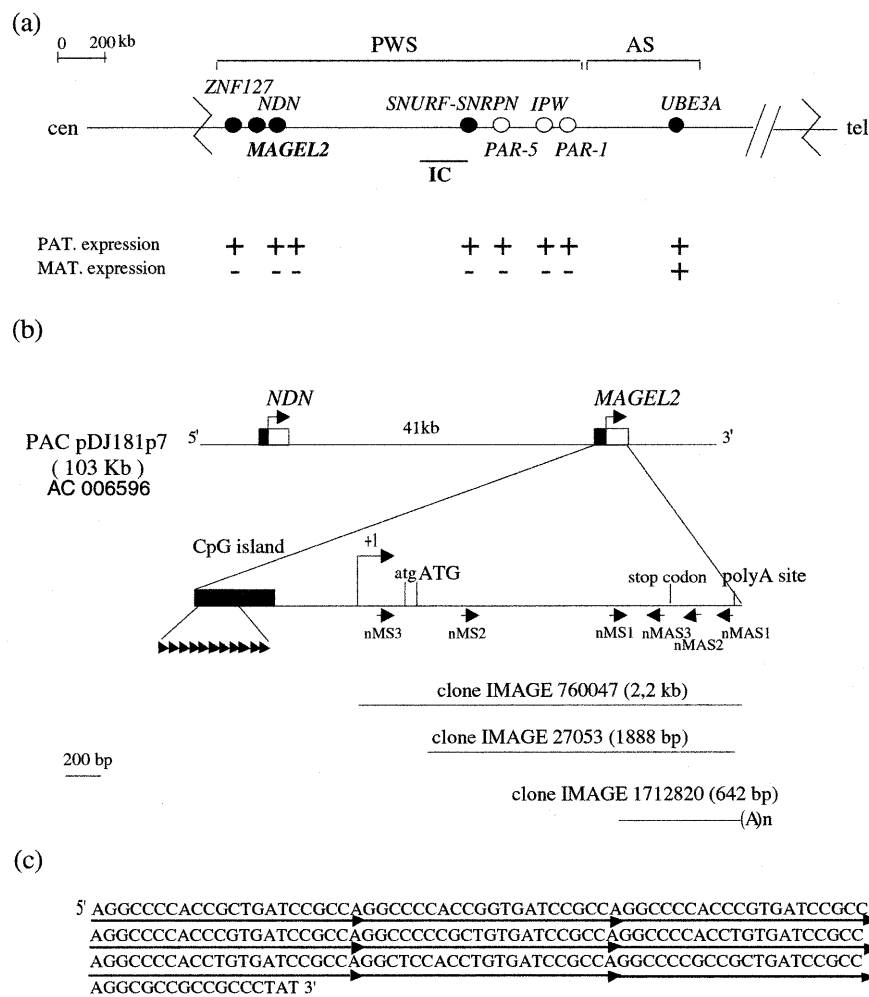 (a)
0 200 kb
PWS AS
ZNF127
NDN SNURF-SNRPN IPW UBE3A
cen tel
MAGEL2 PAR-5 PAR-1
IC
PAT. expression + + + + + + + +
MAT. expression - - - - - - - +
(b)
NDN MAGEL2
5' 41kb 3'
PAC pDJ181p7
( 103 Kb )
AC 006596
CpG island +1
atg ATG stop codon polyA site
nMS3 nMS2 nMS1 nMAS3 nMAS2 nMAS1
clone IMAGE 760047 (2,2 kb)
clone IMAGE 27053 (1888 bp)
200 bp
clone IMAGE 1712820 (642 bp)
(A)n
(c)
5' AGGCCCCACCGCTGATCCGCCAGGCCCCACCGGTGATCCGCCAGGCCCCACCCGTGATCCGCC
AGGCCCCACCCGTGATCCGCCAGGCCCCCGCTGTGATCCGCCAGGCCCCACCTGTGATCCGCC
AGGCCCCACCTGTGATCCGCCAGGCTCCACCTGTGATCCGCCAGGCCCCGCCGCTGATCCGCC
AGGCGCCGCCGCCCTAT 3'